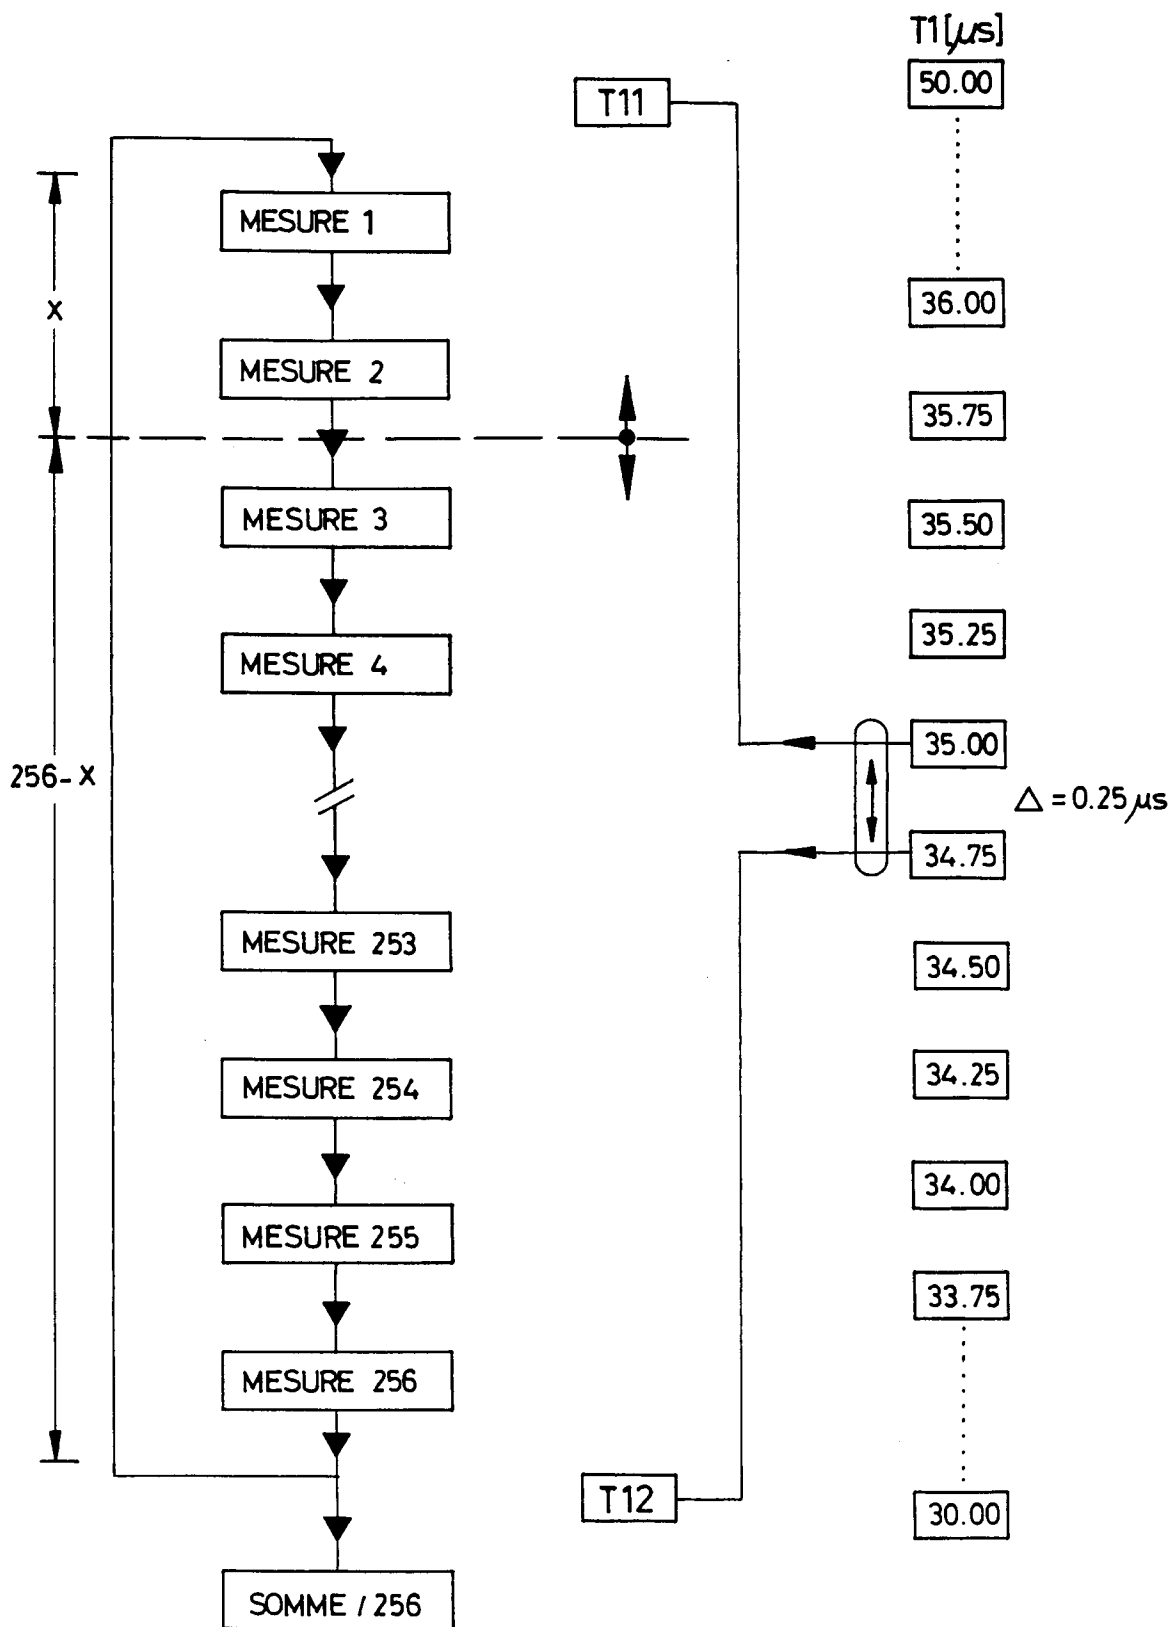 T1[µs]
50.00
T11
MESURE 1
X
36.00
MESURE 2
35.75
MESURE 3
35.50
35.25
MESURE 4
35.00
256-X
Δ = 0.25 µs
34.75
MESURE 253
34.50
MESURE 254
34.25
34.00
MESURE 255
33.75
MESURE 256
T12
30.00
SOMME / 256